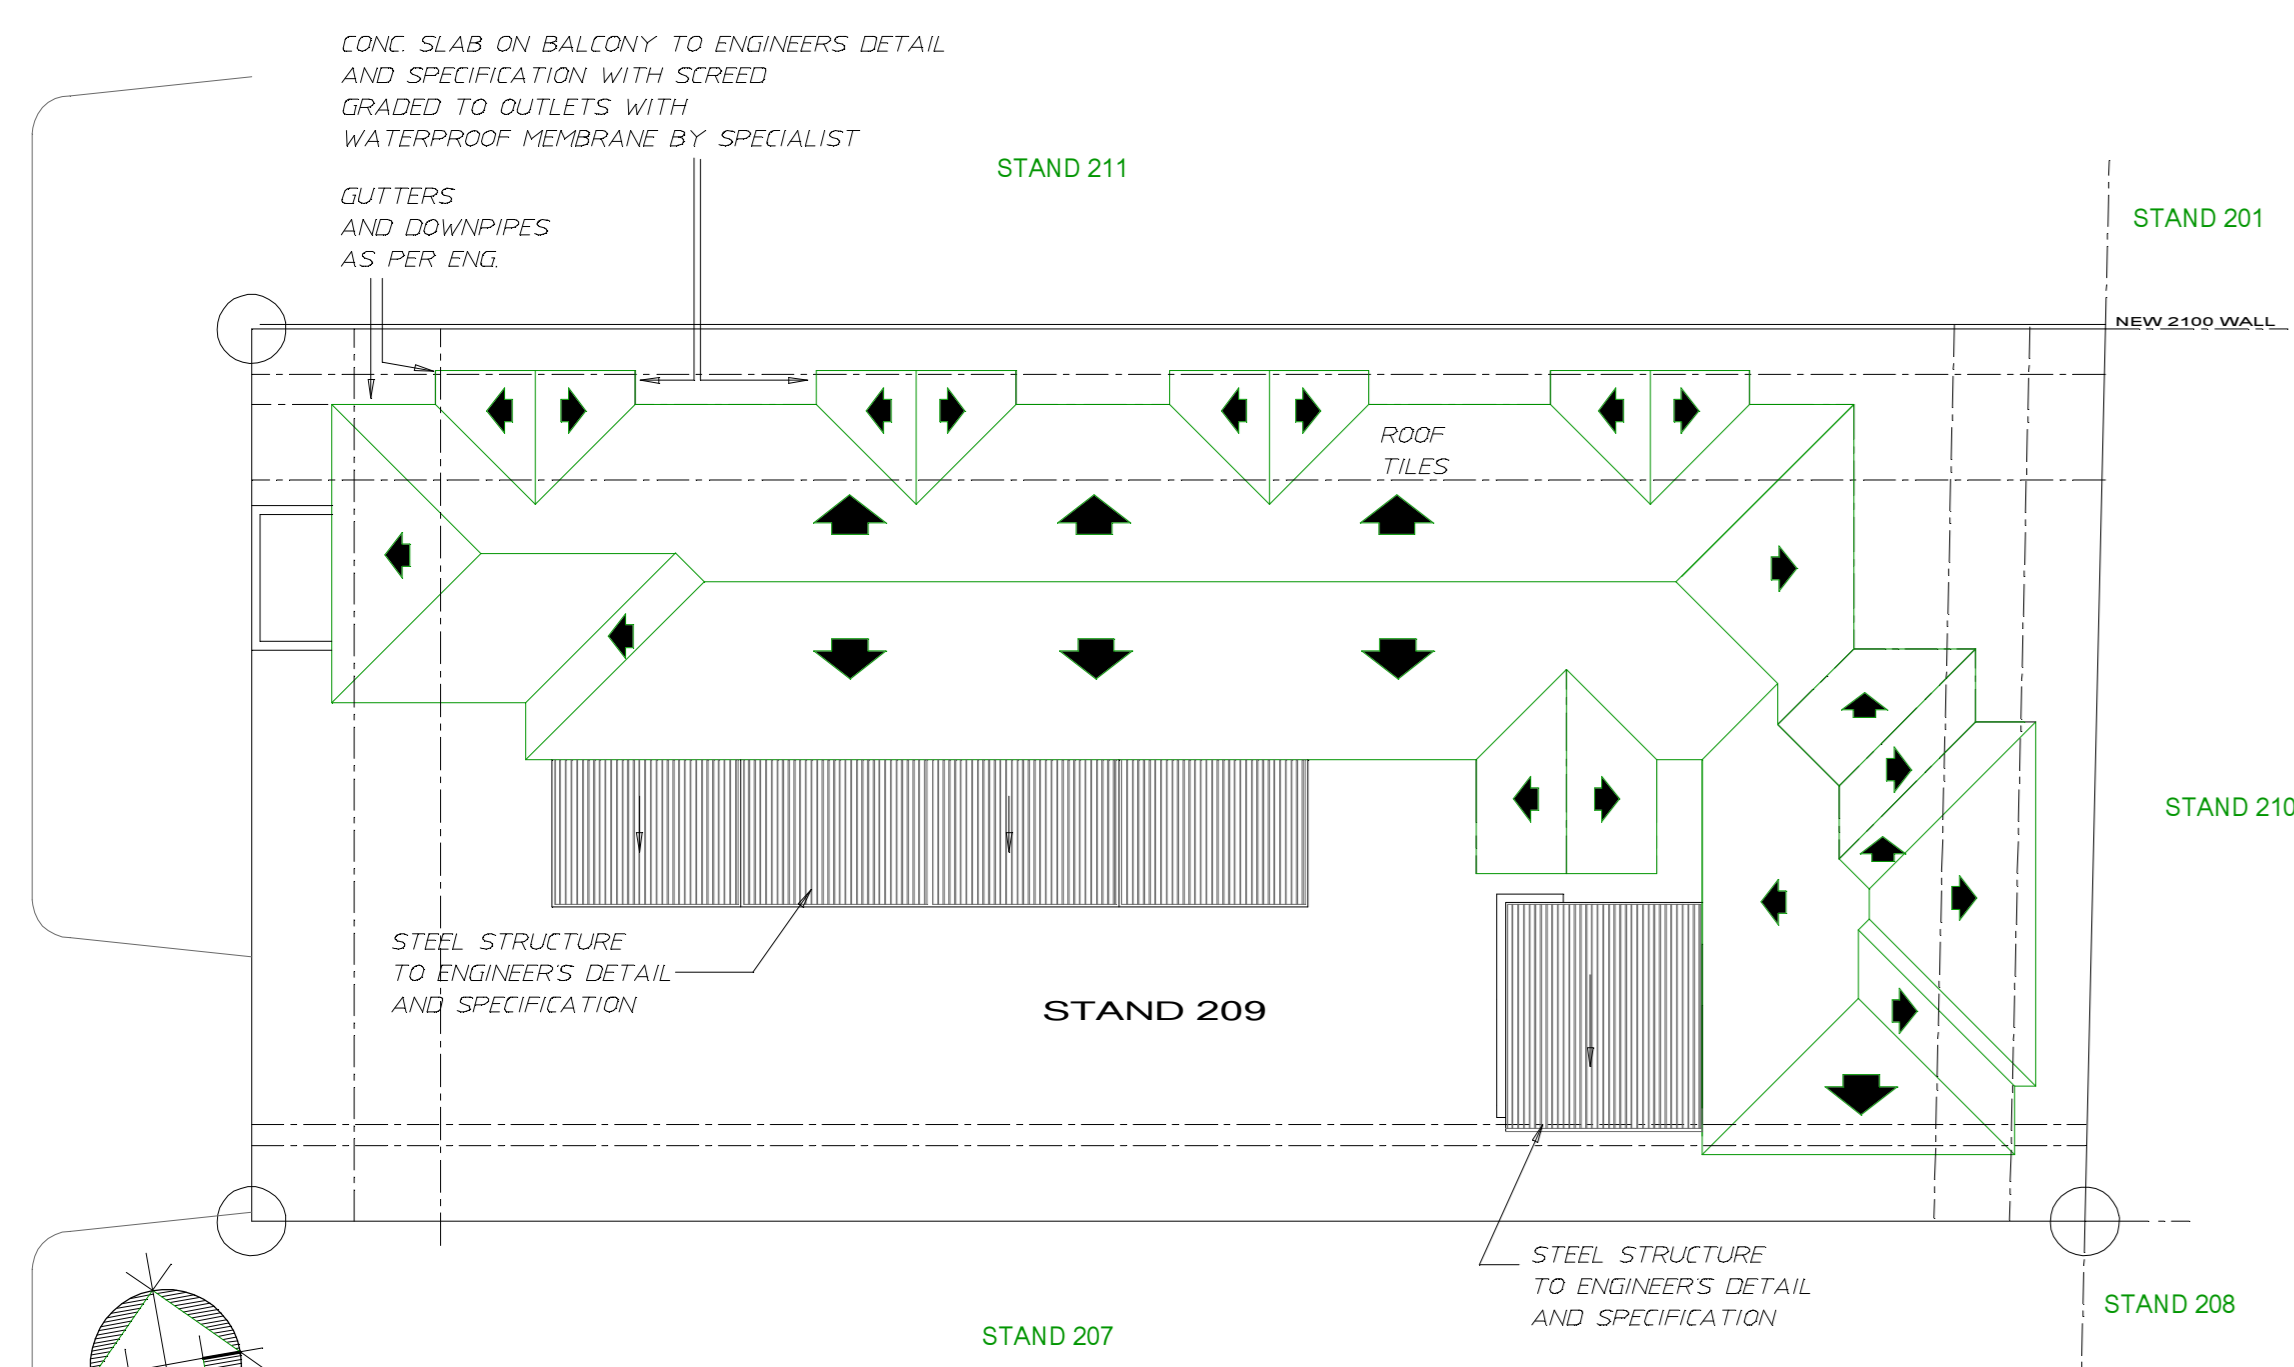 CONC. SLAB ON BALCONY TO ENGINEERS DETAIL
AND SPECIFICATION WITH SCREED
GRADED TO OUTLETS WITH
WATERPROOF MEMBRANE BY SPECIALIST
STAND 211
GUTTERS
AND DOWNPIPES
AS PER ENG.
STAND 201
NEW 2100 WALL
ROOF
TILES
STAND 210
STEEL STRUCTURE
TO ENGINEER'S DETAIL
AND SPECIFICATION
STAND 209
STEEL STRUCTURE
TO ENGINEER'S DETAIL
AND SPECIFICATION
STAND 208
STAND 207